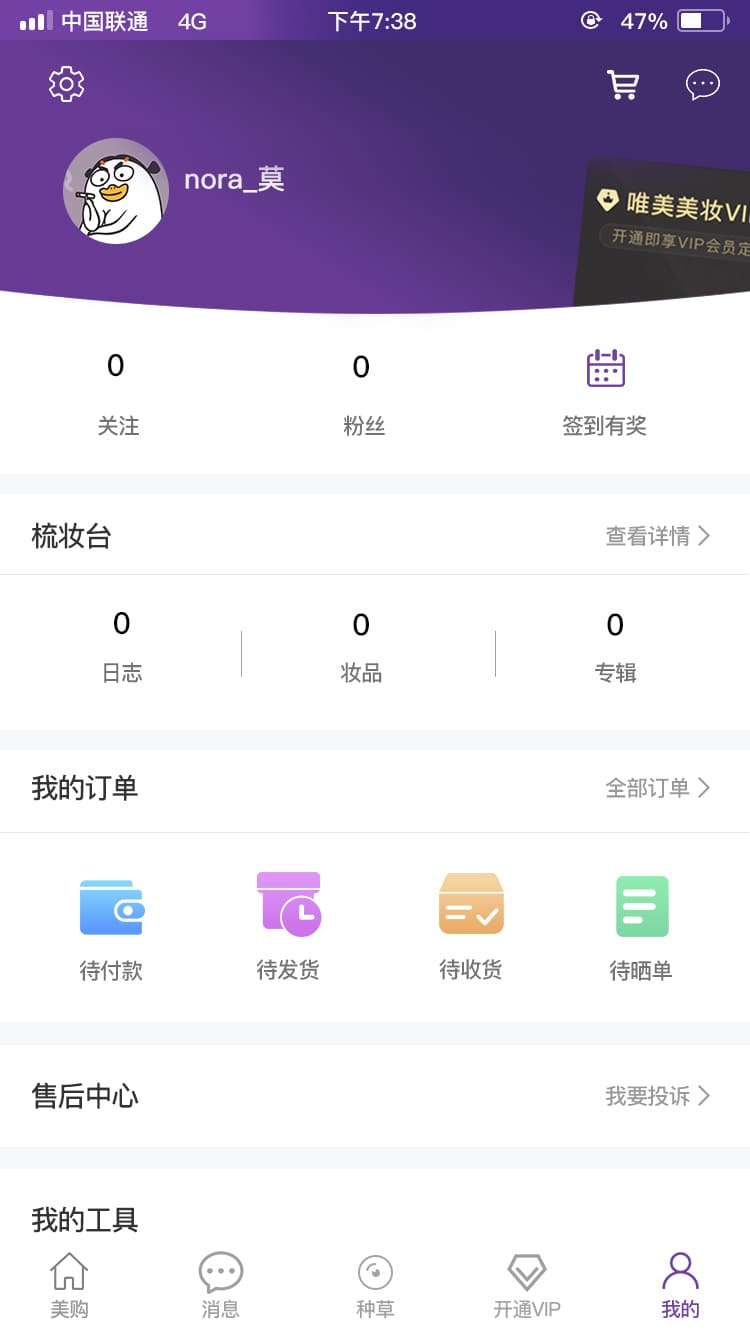 中国联通 4G 下午7:38 47%
nora_莫
唯美美妆VI
开通即享VIP会员定
0 0
关注 粉丝 签到有奖
梳妆台 查看详情
0 0 0
日志 妆品 专辑
我的订单 全部订单
待付款 待发货 待收货 待晒单
售后中心 我要投诉
我的工具
美购 消息 种草 开通VIP 我的